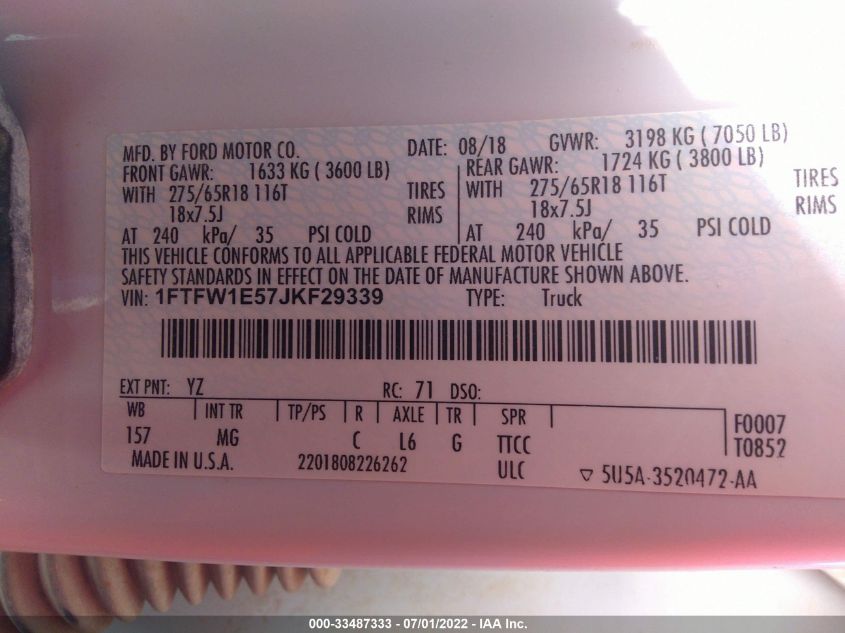 MFD. BY FORD MOTOR CO. DATE: 08/18 GVWR: 3198 KG ( 7050 LB)
FRONT GAWR: 1633 KG ( 3600 LB) REAR GAWR: 1724 KG ( 3800 LB)
WITH 275/65R18 116T TIRES WITH 275/65R18 116T TIRES
18x7.5J RIMS 18x7.5J RIMS
AT 240 kPa/ 35 PSI COLD AT 240 kPa/ 35 PSI COLD
THIS VEHICLE CONFORMS TO ALL APPLICABLE FEDERAL MOTOR VEHICLE
SAFETY STANDARDS IN EFFECT ON THE DATE OF MANUFACTURE SHOWN ABOVE.
VIN: 1FTFW1E57JKF29339 TYPE: Truck
EXT PNT: YZ RC: 71 DSO:
WB INT TR TP/PS R AXLE TR SPR F0007
157 MG C L6 G TTCC T0852
MADE IN U.S.A. 2201808226262 ULC ▽ 5U5A-3520472-AA
000-33487333 - 07/01/2022 - IAA Inc.